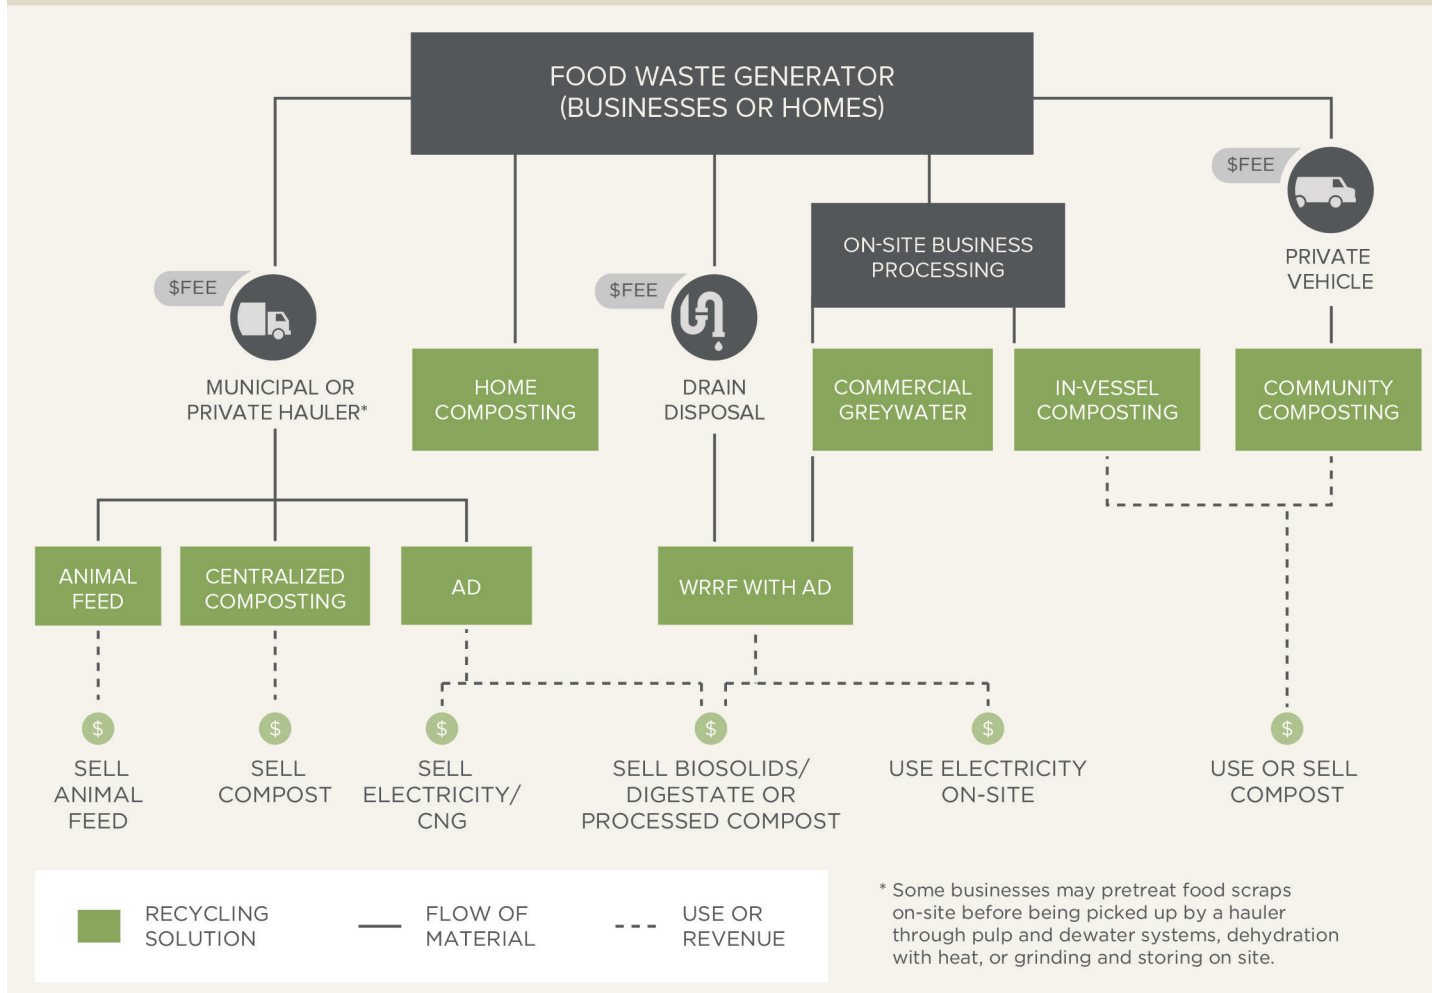 FOOD WASTE GENERATOR
(BUSINESSES OR HOMES)
$FEE
ON-SITE BUSINESS
PROCESSING
PRIVATE
VEHICLE
$FEE
$FEE
MUNICIPAL OR
PRIVATE HAULER*
HOME
COMPOSTING
DRAIN
DISPOSAL
COMMERCIAL
GREYWATER
IN-VESSEL
COMPOSTING
COMMUNITY
COMPOSTING
ANIMAL
FEED
CENTRALIZED
COMPOSTING
AD
WRRF WITH AD
$
$
$
$
$
$
SELL
ANIMAL
FEED
SELL
COMPOST
SELL
ELECTRICITY/
CNG
SELL BIOSOLIDS/
DIGESTATE OR
PROCESSED COMPOST
USE ELECTRICITY
ON-SITE
USE OR SELL
COMPOST
RECYCLING
SOLUTION
FLOW OF
MATERIAL
USE OR
REVENUE
* Some businesses may pretreat food scraps
on-site before being picked up by a hauler
through pulp and dewater systems, dehydration
with heat, or grinding and storing on site.